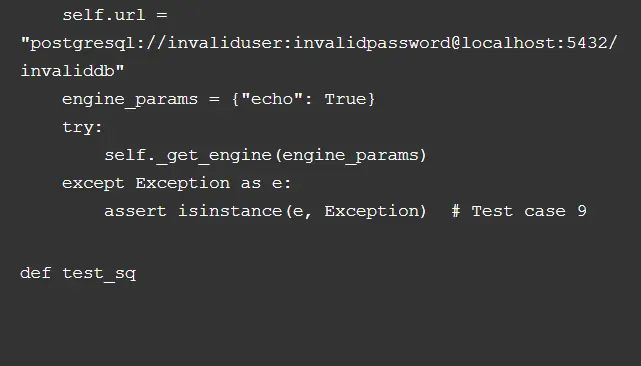 self.url =
"postgresql://invaliduser:invalidpassword@localhost:5432/
invaliddb"
    engine_params = {"echo": True}
    try:
        self._get_engine(engine_params)
    except Exception as e:
        assert isinstance(e, Exception)  # Test case 9

def test_sq